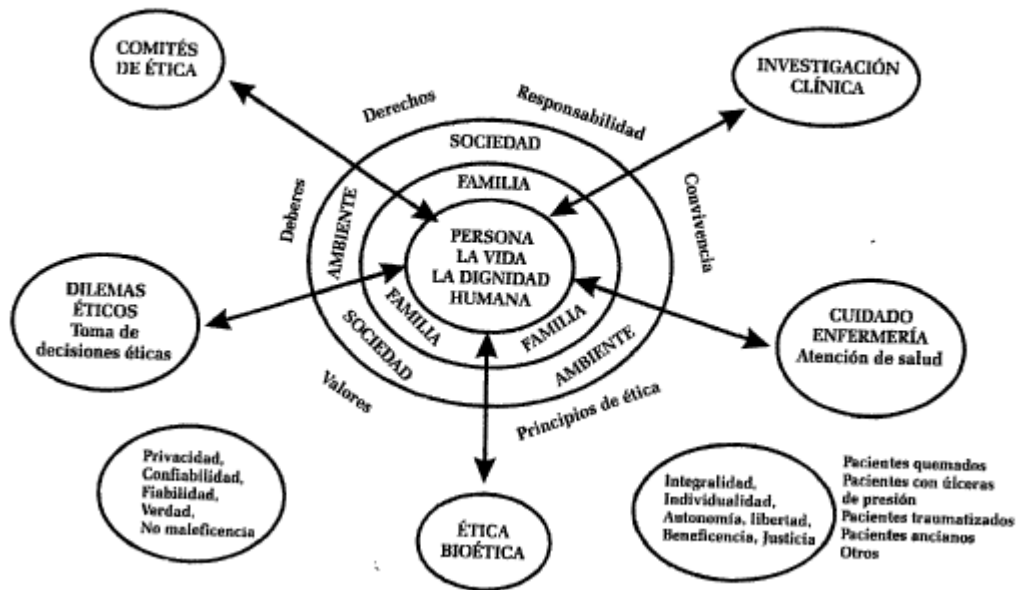 COMITÉS
DE ÉTICA
INVESTIGACIÓN
CLÍNICA
Derechos
Responsabilidad
Deberes
Convivencia
Valores
Principios de ética
SOCIEDAD
AMBIENTE
SOCIEDAD
AMBIENTE
FAMILIA
FAMILIA
FAMILIA
PERSONA
LA VIDA
LA DIGNIDAD
HUMANA
DILEMAS
ÉTICOS
Toma de
decisiones éticas
CUIDADO
ENFERMERÍA
Atención de salud
Privacidad,
Confiabilidad,
Fiabilidad,
Verdad,
No maleficencia
ÉTICA
BIOÉTICA
Integralidad,
Individualidad,
Autonomía, libertad,
Beneficencia, Justicia
Pacientes quemados
Pacientes con úlceras
de presión
Pacientes traumatizados
Pacientes ancianos
Otros